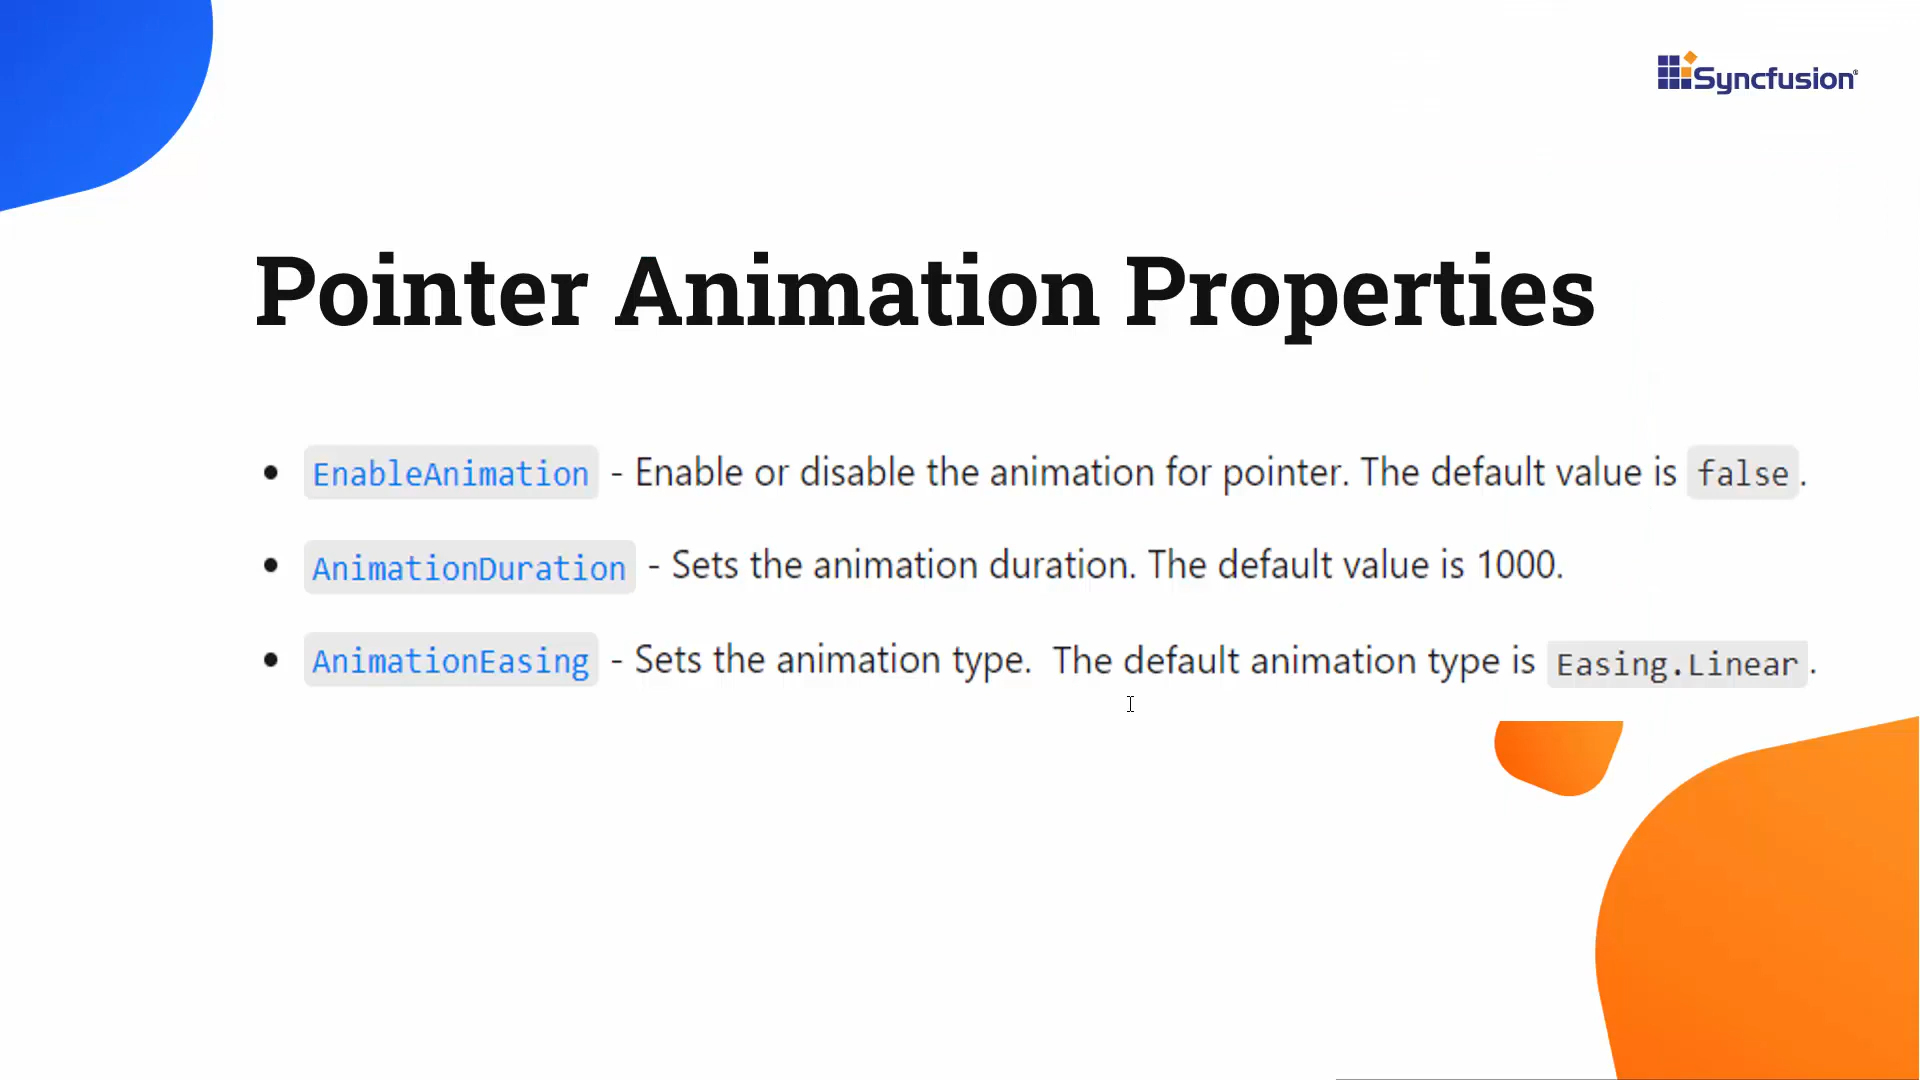 Syncfusion®
Pointer Animation Properties
• EnableAnimation - Enable or disable the animation for pointer. The default value is false.
• AnimationDuration - Sets the animation duration. The default value is 1000.
• AnimationEasing - Sets the animation type.  The default animation type is Easing.Linear.